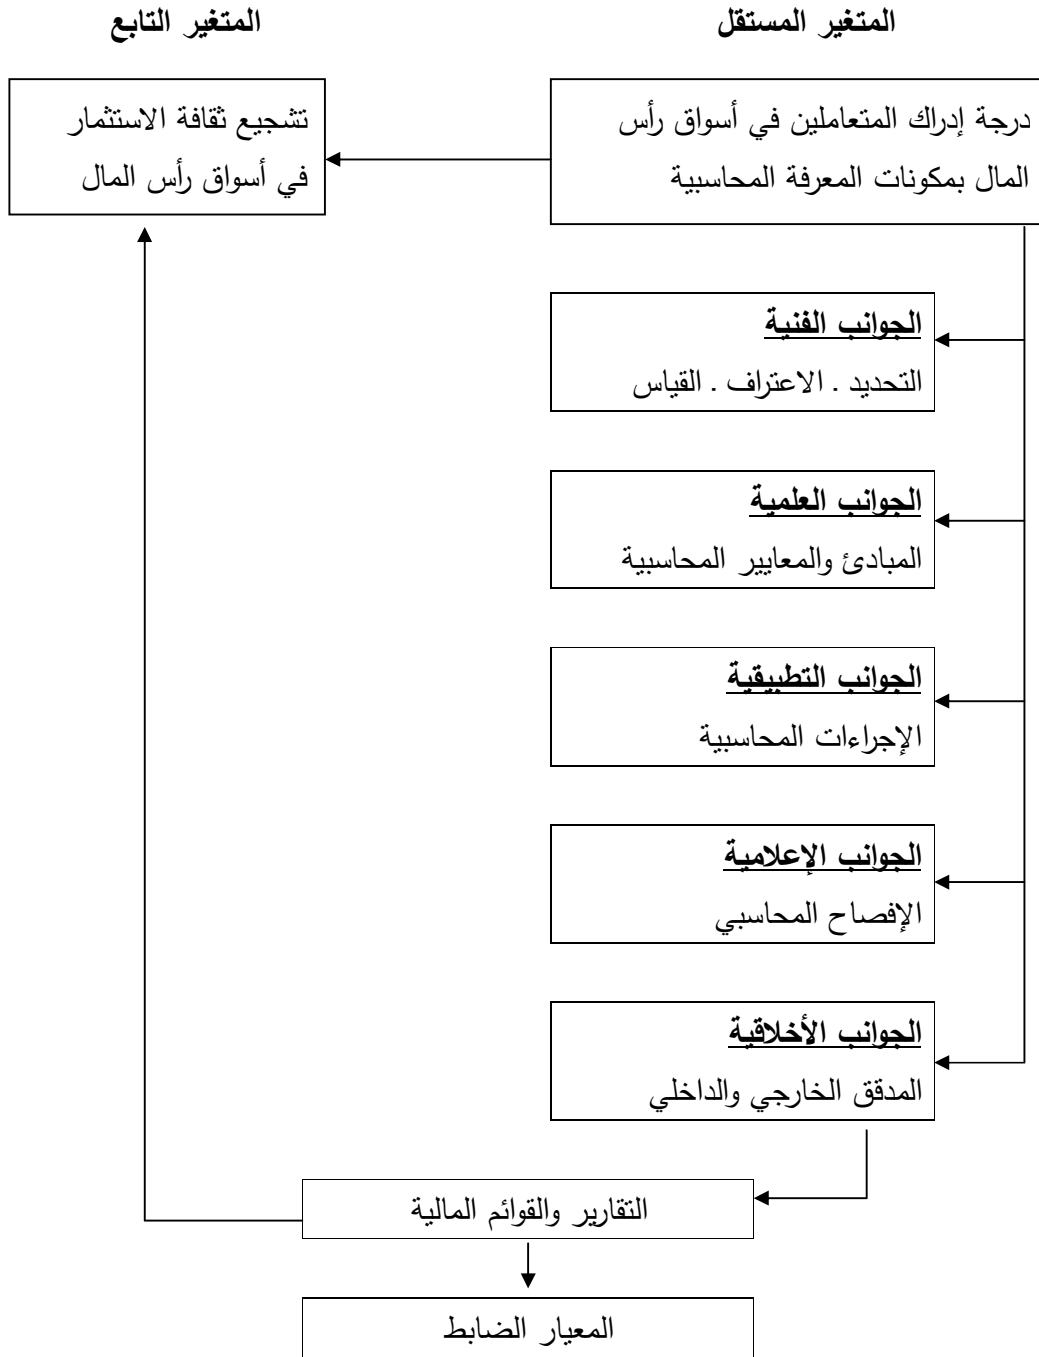 المتغير المستقل
المتغير التابع
درجة إدراك المتعاملين في أسواق رأس
المال بمكونات المعرفة المحاسبية
تشجيع ثقافة الاستثمار
في أسواق رأس المال
الجوانب الفنية
التحديد . الاعتراف . القياس
الجوانب العلمية
المبادئ والمعايير المحاسبية
الجوانب التطبيقية
الإجراءات المحاسبية
الجوانب الإعلامية
الإفصاح المحاسبي
الجوانب الأخلاقية
المدقق الخارجي والداخلي
التقارير والقوائم المالية
المعيار الضابط